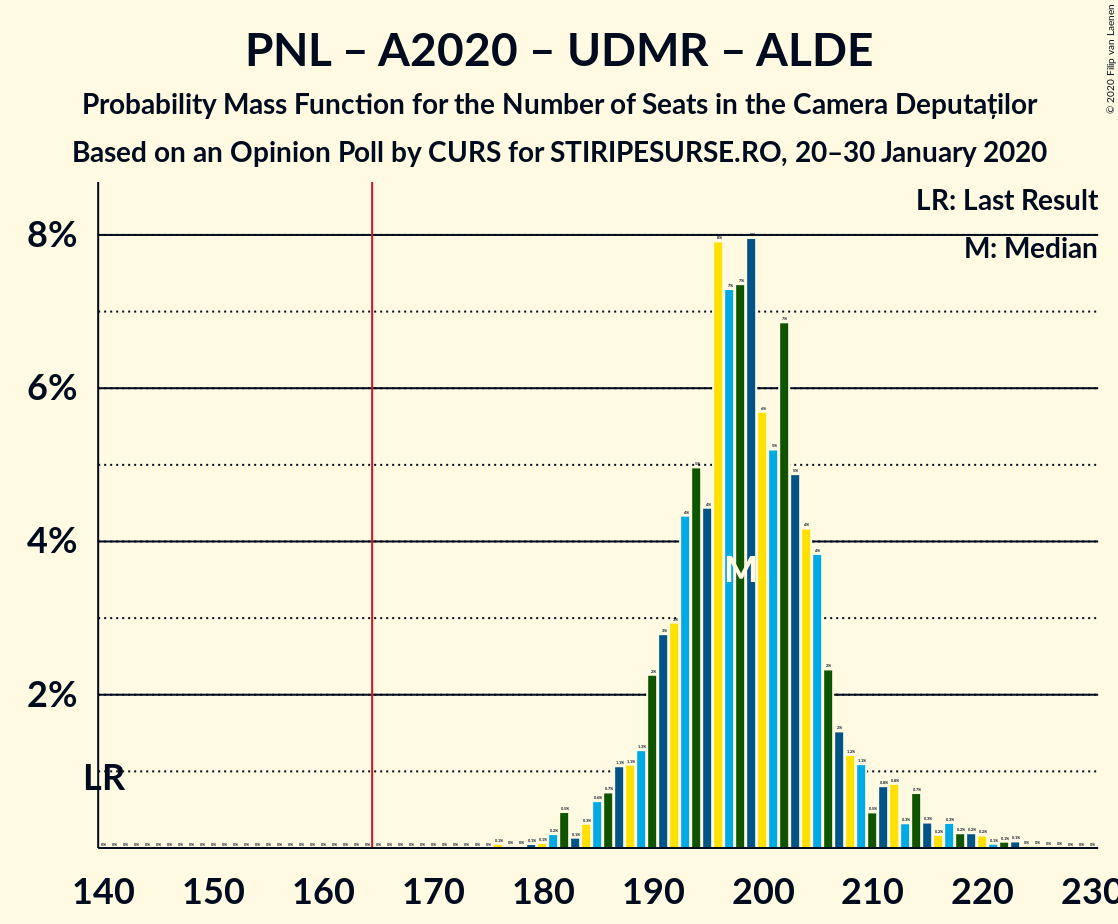 PNL – A2020 – UDMR – ALDE
Probability Mass Function for the Number of Seats in the Camera Deputaților
Based on an Opinion Poll by CURS for STIRIPESURSE.RO, 20–30 January 2020
© 2020 Filip van Laenen
LR: Last Result
M: Median
8%
6%
4%
2%
LR
M
140 150 160 170 180 190 200 210 220 230